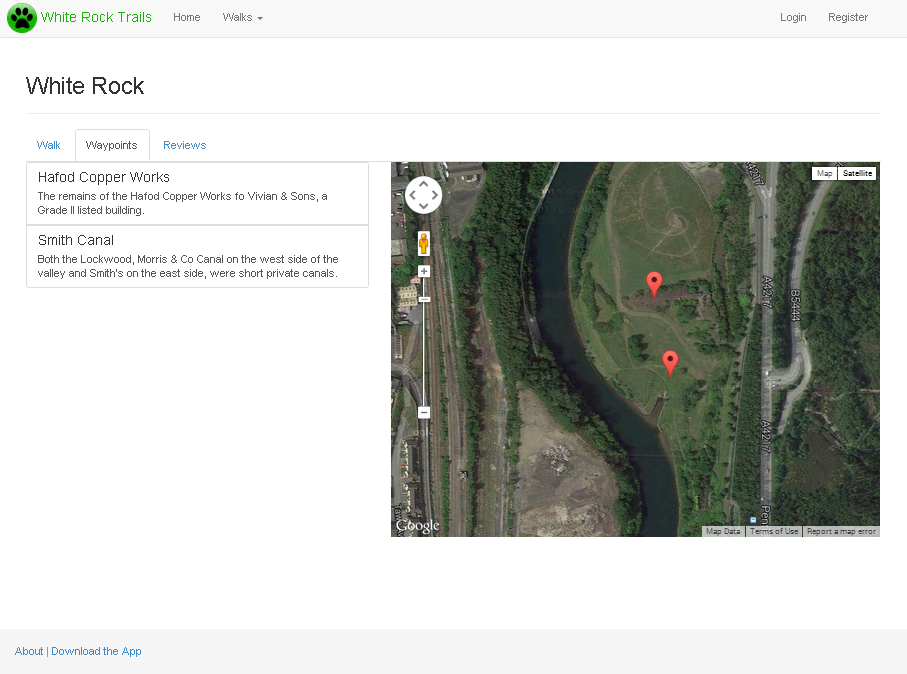 White Rock Trails Home Walks Login Register
White Rock
Walk Waypoints Reviews
Hafod Copper Works
The remains of the Hafod Copper Works fo Vivian & Sons, a
Grade II listed building.
Smith Canal
Both the Lockwood, Morris & Co Canal on the west side of the
valley and Smith's on the east side, were short private canals.
Map Satellite
A4217
A4217
B5444
A4217
Pen
Google
Map Data Terms of Use Report a map error
About | Download the App